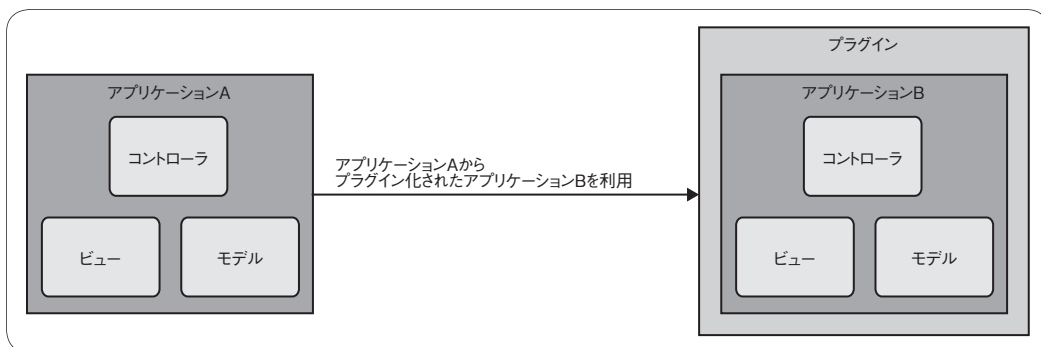 プラグイン
アプリケーションA
アプリケーションB
コントローラ
コントローラ
アプリケーションAから
プラグイン化されたアプリケーションBを利用
ビュー
モデル
ビュー
モデル